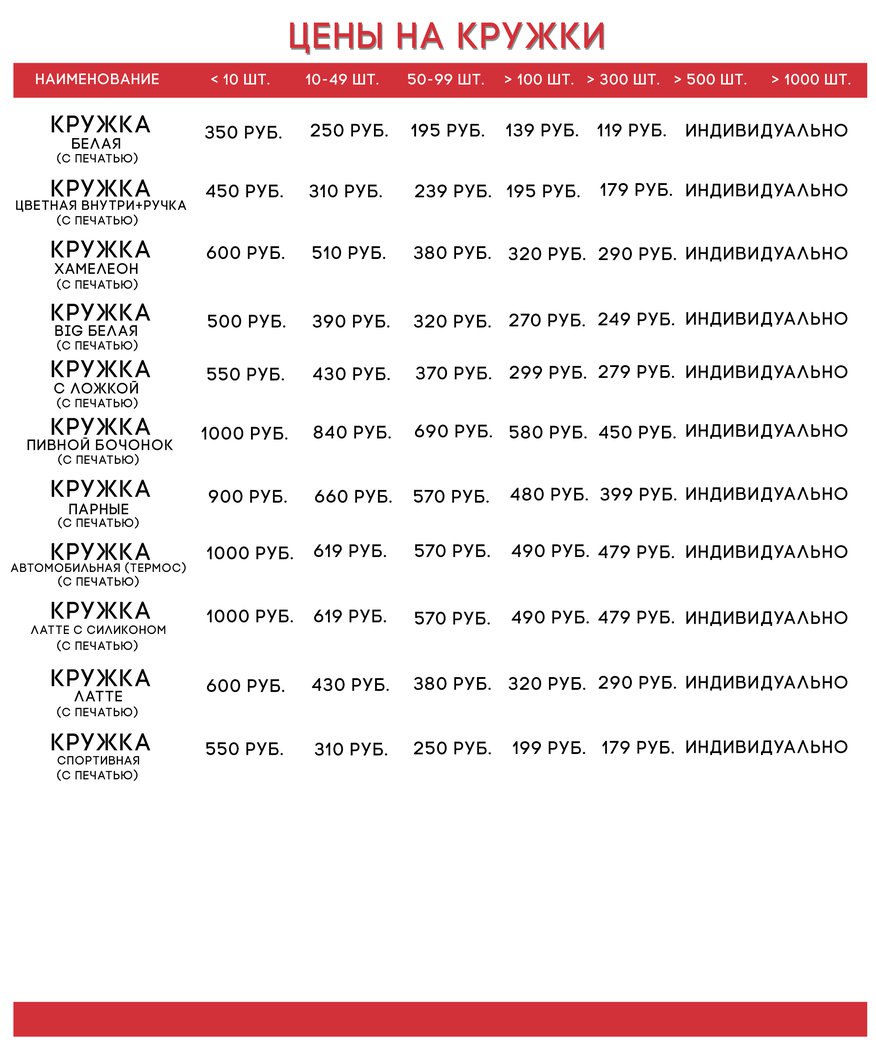 ЦЕНЫ НА КРУЖКИ
НАИМЕНОВАНИЕ < 10 ШТ. 10-49 ШТ. 50-99 ШТ. > 100 ШТ. > 300 ШТ. > 500 ШТ. > 1000 ШТ.
КРУЖКА
БЕЛАЯ
(С ПЕЧАТЬЮ)
350 РУБ. 250 РУБ. 195 РУБ. 139 РУБ. 119 РУБ. ИНДИВИДУАЛЬНО
КРУЖКА
ЦВЕТНАЯ ВНУТРИ+РУЧКА
(С ПЕЧАТЬЮ)
450 РУБ. 310 РУБ. 239 РУБ. 195 РУБ. 179 РУБ. ИНДИВИДУАЛЬНО
КРУЖКА
ХАМЕЛЕОН
(С ПЕЧАТЬЮ)
600 РУБ. 510 РУБ. 380 РУБ. 320 РУБ. 290 РУБ. ИНДИВИДУАЛЬНО
КРУЖКА
BIG БЕЛАЯ
(С ПЕЧАТЬЮ)
500 РУБ. 390 РУБ. 320 РУБ. 270 РУБ. 249 РУБ. ИНДИВИДУАЛЬНО
КРУЖКА
С ЛОЖКОЙ
(С ПЕЧАТЬЮ)
550 РУБ. 430 РУБ. 370 РУБ. 299 РУБ. 279 РУБ. ИНДИВИДУАЛЬНО
КРУЖКА
ПИВНОЙ БОЧОНОК
(С ПЕЧАТЬЮ)
1000 РУБ. 840 РУБ. 690 РУБ. 580 РУБ. 450 РУБ. ИНДИВИДУАЛЬНО
КРУЖКА
ПАРНЫЕ
(С ПЕЧАТЬЮ)
900 РУБ. 660 РУБ. 570 РУБ. 480 РУБ. 399 РУБ. ИНДИВИДУАЛЬНО
КРУЖКА
АВТОМОБИЛЬНАЯ (ТЕРМОС)
(С ПЕЧАТЬЮ)
1000 РУБ. 619 РУБ. 570 РУБ. 490 РУБ. 479 РУБ. ИНДИВИДУАЛЬНО
КРУЖКА
ЛАТТЕ С СИЛИКОНОМ
(С ПЕЧАТЬЮ)
1000 РУБ. 619 РУБ. 570 РУБ. 490 РУБ. 479 РУБ. ИНДИВИДУАЛЬНО
КРУЖКА
ЛАТТЕ
(С ПЕЧАТЬЮ)
600 РУБ. 430 РУБ. 380 РУБ. 320 РУБ. 290 РУБ. ИНДИВИДУАЛЬНО
КРУЖКА
СПОРТИВНАЯ
(С ПЕЧАТЬЮ)
550 РУБ. 310 РУБ. 250 РУБ. 199 РУБ. 179 РУБ. ИНДИВИДУАЛЬНО